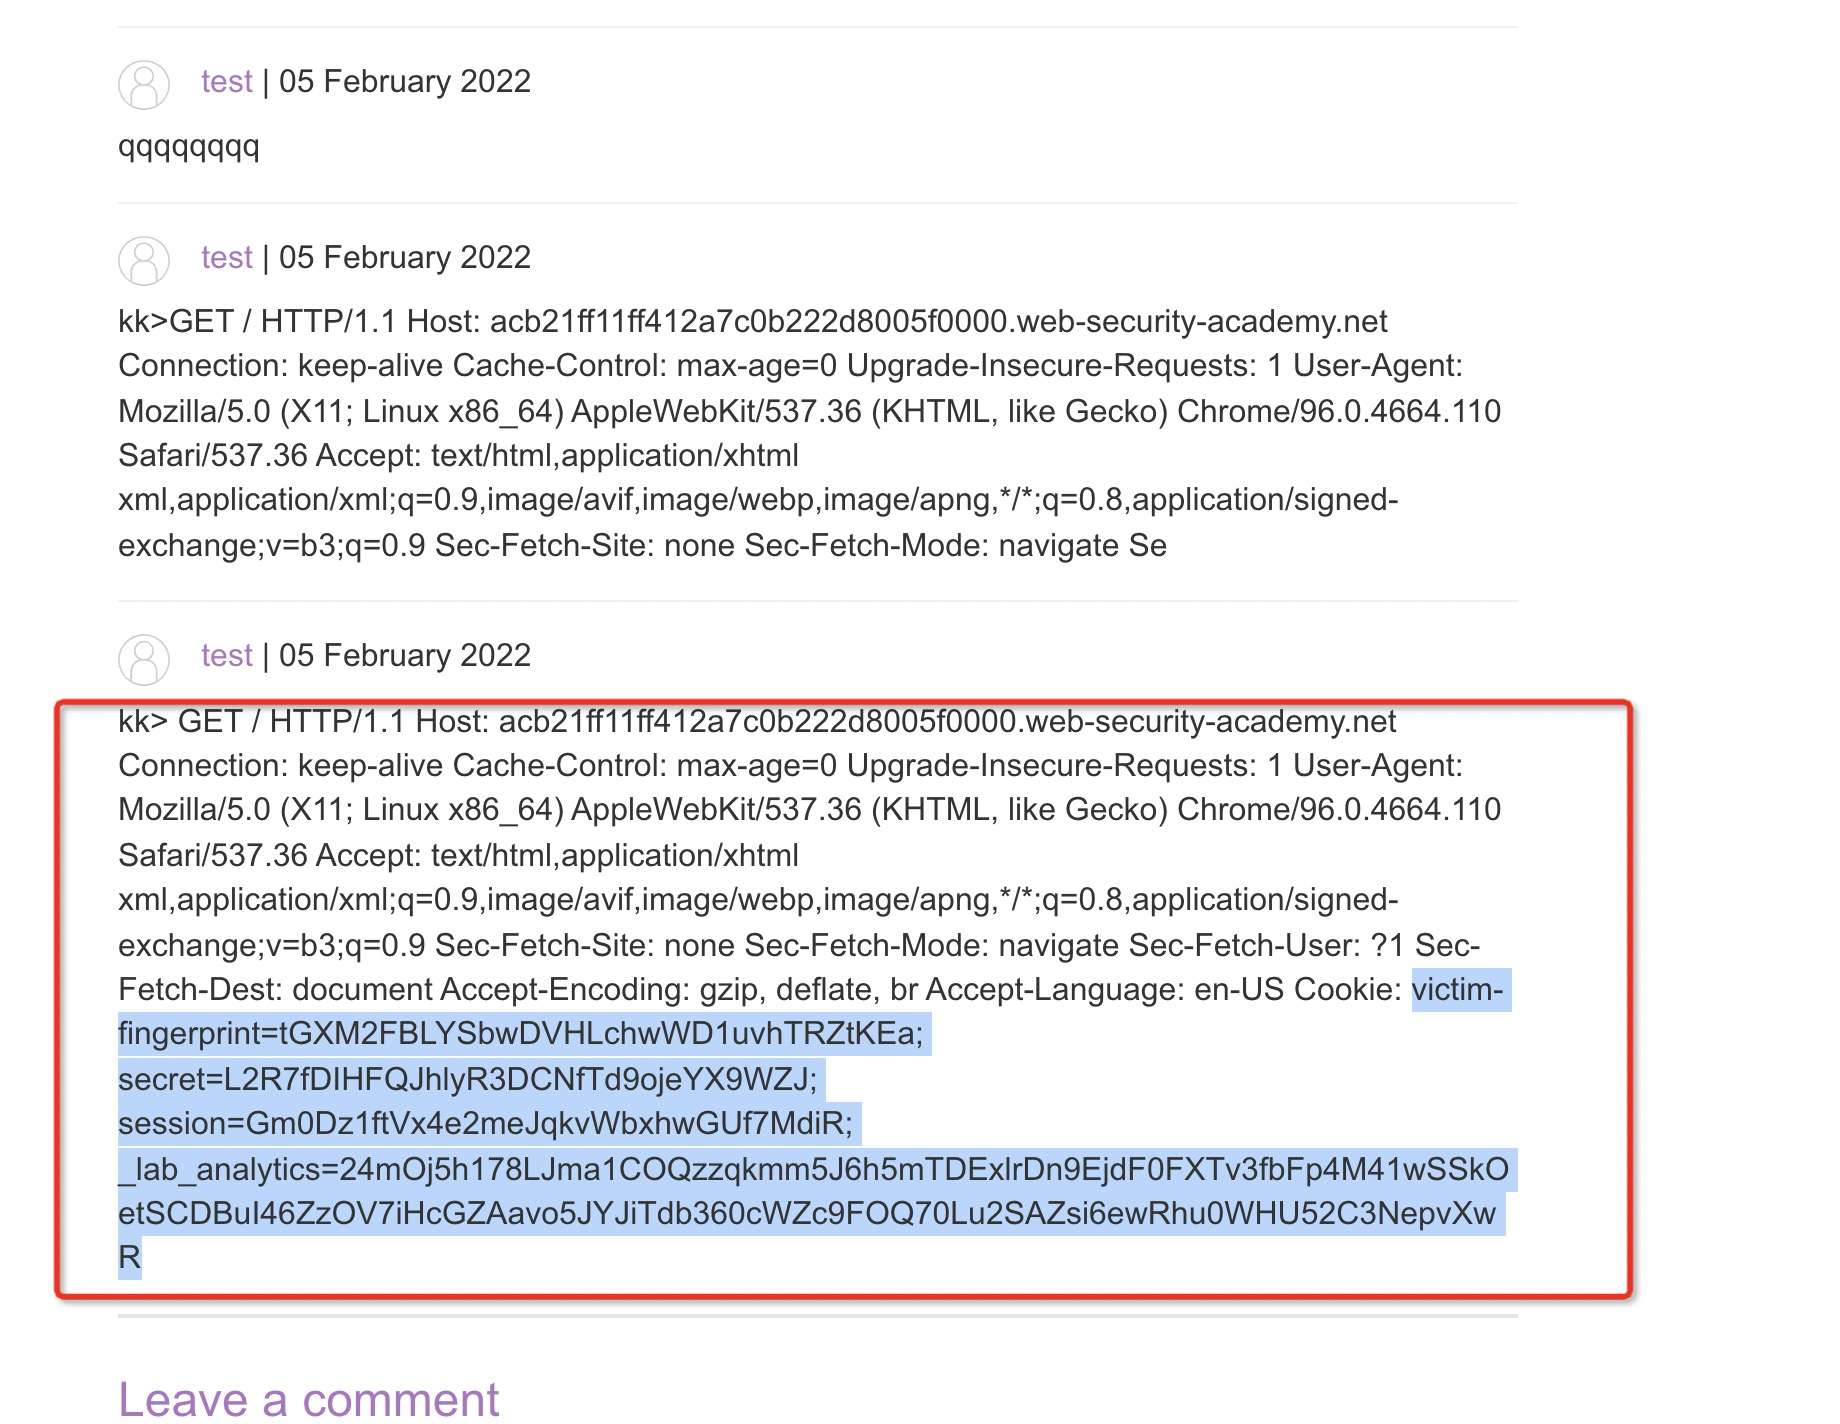 test | 05 February 2022
qqqqqqqq
test | 05 February 2022
kk>GET / HTTP/1.1 Host: acb21ff11ff412a7c0b222d8005f0000.web-security-academy.net
Connection: keep-alive Cache-Control: max-age=0 Upgrade-Insecure-Requests: 1 User-Agent:
Mozilla/5.0 (X11; Linux x86_64) AppleWebKit/537.36 (KHTML, like Gecko) Chrome/96.0.4664.110
Safari/537.36 Accept: text/html,application/xhtml
xml,application/xml;q=0.9,image/avif,image/webp,image/apng,*/*;q=0.8,application/signed-
exchange;v=b3;q=0.9 Sec-Fetch-Site: none Sec-Fetch-Mode: navigate Se
test | 05 February 2022
kk> GET / HTTP/1.1 Host: acb21ff11ff412a7c0b222d8005f0000.web-security-academy.net
Connection: keep-alive Cache-Control: max-age=0 Upgrade-Insecure-Requests: 1 User-Agent:
Mozilla/5.0 (X11; Linux x86_64) AppleWebKit/537.36 (KHTML, like Gecko) Chrome/96.0.4664.110
Safari/537.36 Accept: text/html,application/xhtml
xml,application/xml;q=0.9,image/avif,image/webp,image/apng,*/*;q=0.8,application/signed-
exchange;v=b3;q=0.9 Sec-Fetch-Site: none Sec-Fetch-Mode: navigate Sec-Fetch-User: ?1 Sec-
Fetch-Dest: document Accept-Encoding: gzip, deflate, br Accept-Language: en-US Cookie: victim-
fingerprint=tGXM2FBLYSbwDVHLchwWD1uvhTRZtKEa;
secret=L2R7fDIHFQJhlyR3DCNfTd9ojeYX9WZJ;
session=Gm0Dz1ftVx4e2meJqkvWbxhwGUf7MdiR;
_lab_analytics=24mOj5h178LJma1COQzzqkmm5J6h5mTDExlrDn9EjdF0FXTv3fbFp4M41wSSkO
etSCDBuI46ZzOV7iHcGZAavo5JYJiTdb360cWZc9FOQ70Lu2SAZsi6ewRhu0WHU52C3NepvXw
R
Leave a comment